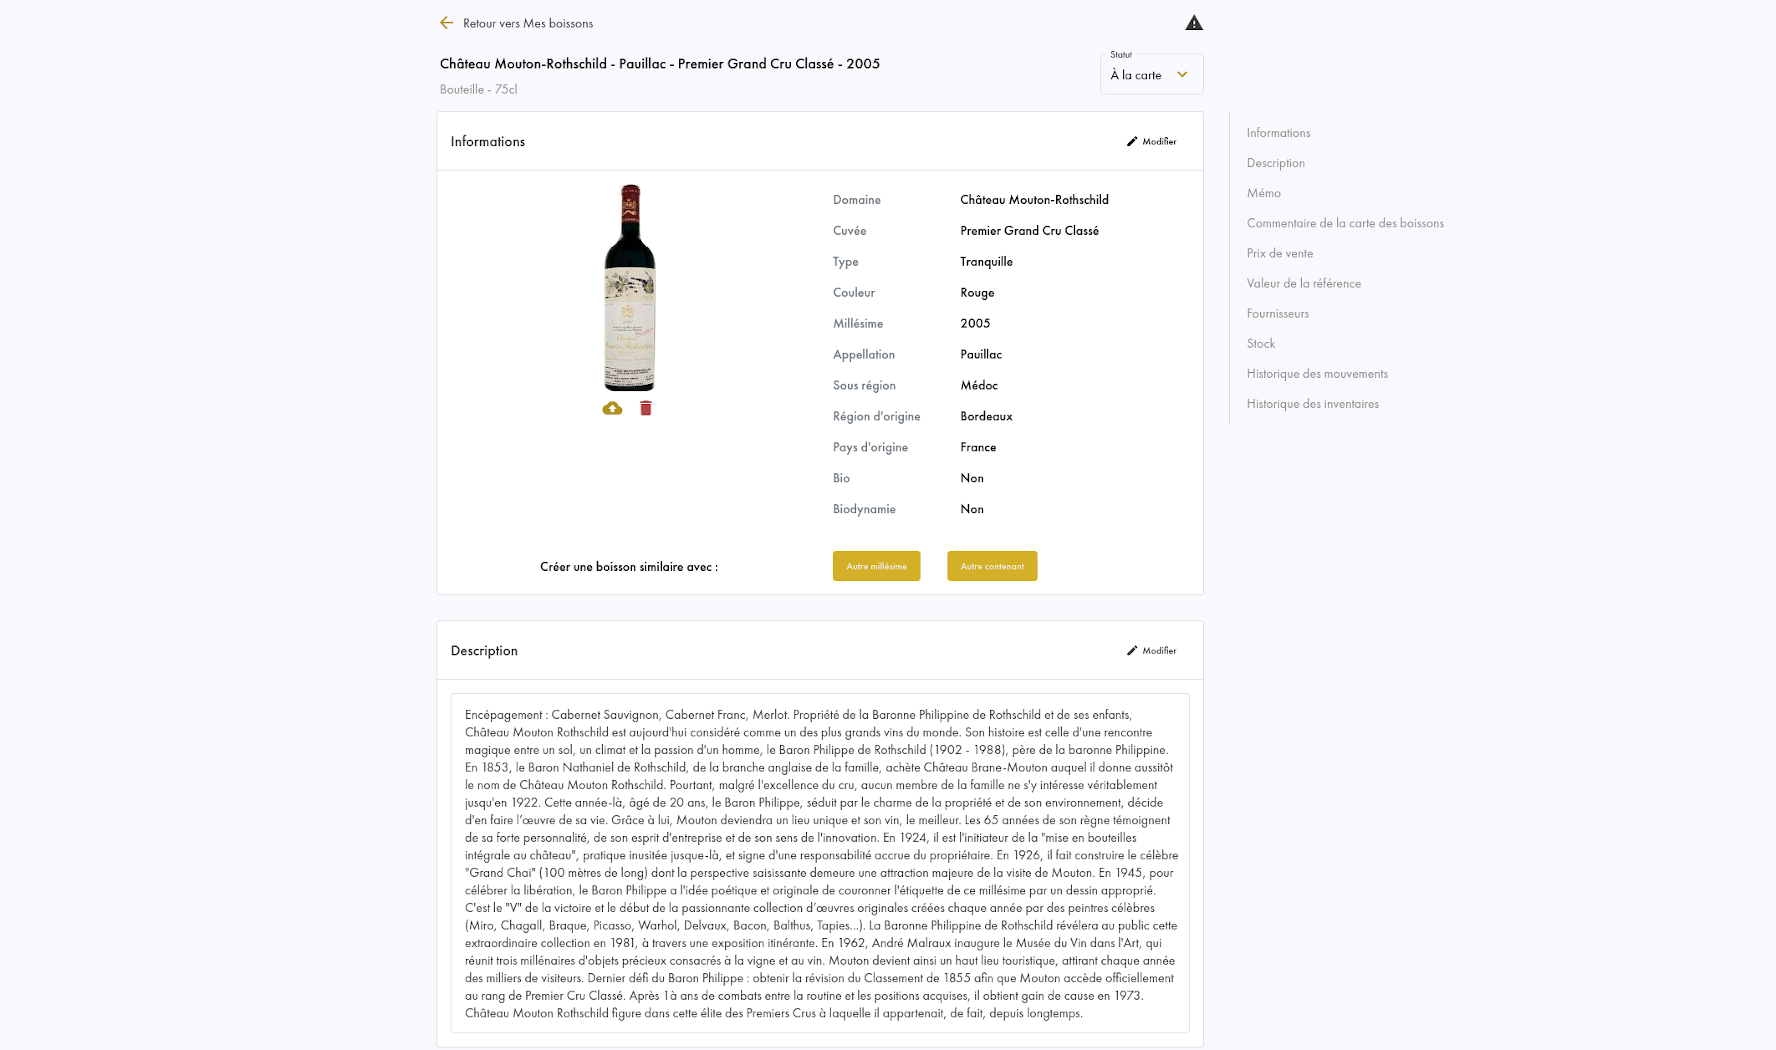 Retour vers Mes boissons
Château Mouton-Rothschild - Pauillac - Premier Grand Cru Classé - 2005
Bouteille - 75cl
Statut
À la carte
Informations
Modifier
Domaine Château Mouton-Rothschild
Cuvée Premier Grand Cru Classé
Type Tranquille
Couleur Rouge
Millésime 2005
Appellation Pauillac
Sous région Médoc
Région d'origine Bordeaux
Pays d'origine France
Bio Non
Biodynamie Non
Créer une boisson similaire avec :
Autre millésime
Autre contenant
Informations
Description
Mémo
Commentaire de la carte des boissons
Prix de vente
Valeur de la référence
Fournisseurs
Stock
Historique des mouvements
Historique des inventaires
Description
Modifier
Encépagement : Cabernet Sauvignon, Cabernet Franc, Merlot. Propriété de la Baronne Philippine de Rothschild et de ses enfants,
Château Mouton Rothschild est aujourd'hui considéré comme un des plus grands vins du monde. Son histoire est celle d'une rencontre
magique entre un sol, un climat et la passion d'un homme, le Baron Philippe de Rothschild (1902 - 1988), père de la baronne Philippine.
En 1853, le Baron Nathaniel de Rothschild, de la branche anglaise de la famille, achète Château Brane-Mouton auquel il donne aussitôt
le nom de Château Mouton Rothschild. Pourtant, malgré l'excellence du cru, aucun membre de la famille ne s'y intéresse véritablement
jusqu'en 1922. Cette année-là, âgé de 20 ans, le Baron Philippe, séduit par le charme de la propriété et de son environnement, décide
d'en faire l’œuvre de sa vie. Grâce à lui, Mouton deviendra un lieu unique et son vin, le meilleur. Les 65 années de son règne témoignent
de sa forte personnalité, de son esprit d'entreprise et de son sens de l'innovation. En 1924, il est l'initiateur de la "mise en bouteilles
intégrale au château", pratique inusitée jusque-là, et signe d'une responsabilité accrue du propriétaire. En 1926, il fait construire le célèbre
"Grand Chai" (100 mètres de long) dont la perspective saisissante demeure une attraction majeure de la visite de Mouton. En 1945, pour
célébrer la libération, le Baron Philippe a l'idée poétique et originale de couronner l'étiquette de ce millésime par un dessin approprié.
C'est le "V" de la victoire et le début de la passionnante collection d’œuvres originales créées chaque année par des peintres célèbres
(Miro, Chagall, Braque, Picasso, Warhol, Delvaux, Bacon, Balthus, Tapies...). La Baronne Philippine de Rothschild révélera au public cette
extraordinaire collection en 1981, à travers une exposition itinérante. En 1962, André Malraux inaugure le Musée du Vin dans l'Art, qui
réunit trois millénaires d'objets précieux consacrés à la vigne et au vin. Mouton devient ainsi un haut lieu touristique, attirant chaque année
des milliers de visiteurs. Dernier défi du Baron Philippe : obtenir la révision du Classement de 1855 afin que Mouton accède officiellement
au rang de Premier Cru Classé. Après 1à ans de combats entre la routine et les positions acquises, il obtient gain de cause en 1973.
Château Mouton Rothschild figure dans cette élite des Premiers Crus à laquelle il appartenait, de fait, depuis longtemps.